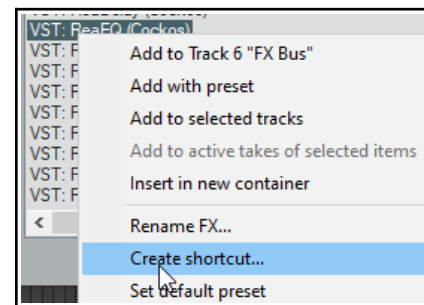 VST: ReaEQ (Cockos)
VST: F
Add to Track 6 "FX Bus"
VST: F
VST: F
Add with preset
VST: F
VST: F
Add to selected tracks
VST: F
VST: F
Add to active takes of selected items
VST: F
VST: F
Insert in new container
Rename FX...
Create shortcut...
Set default preset